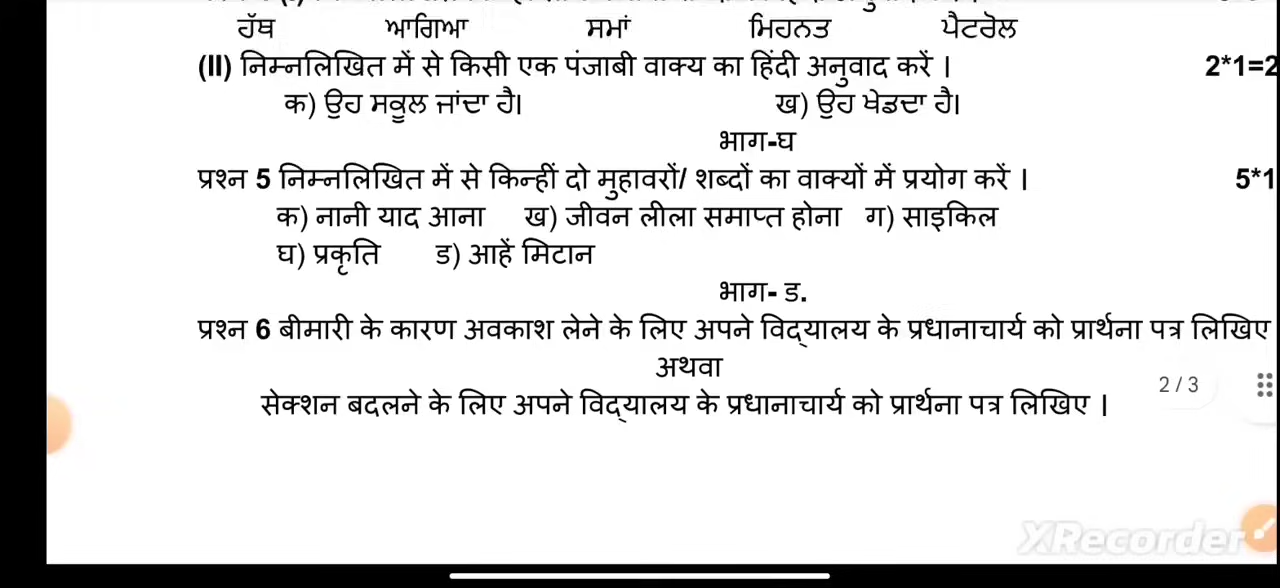 ਹੱਥ ਆਗਿਆ ਸਮਾਂ ਮਿਹਨਤ ਪੈਟਰੋਲ
(II) निम्नलिखित में से किसी एक पंजाबी वाक्य का हिंदी अनुवाद करें | 2*1=2
क) ਉਹ ਸਕੂਲ ਜਾਂਦਾ ਹੈ। ख) ਉਹ ਖੇਡਦਾ ਹੈ।
भाग-घ
प्रश्न 5 निम्नलिखित में से किन्हीं दो मुहावरों/ शब्दों का वाक्यों में प्रयोग करें | 5*1
क) नानी याद आना ख) जीवन लीला समाप्त होना ग) साइकिल
घ) प्रकृति ड) आहें मिटान
भाग- ड.
प्रश्न 6 बीमारी के कारण अवकाश लेने के लिए अपने विद्यालय के प्रधानाचार्य को प्रार्थना पत्र लिखिए
अथवा
सेक्शन बदलने के लिए अपने विद्यालय के प्रधानाचार्य को प्रार्थना पत्र लिखिए |
2 / 3
XRecorder